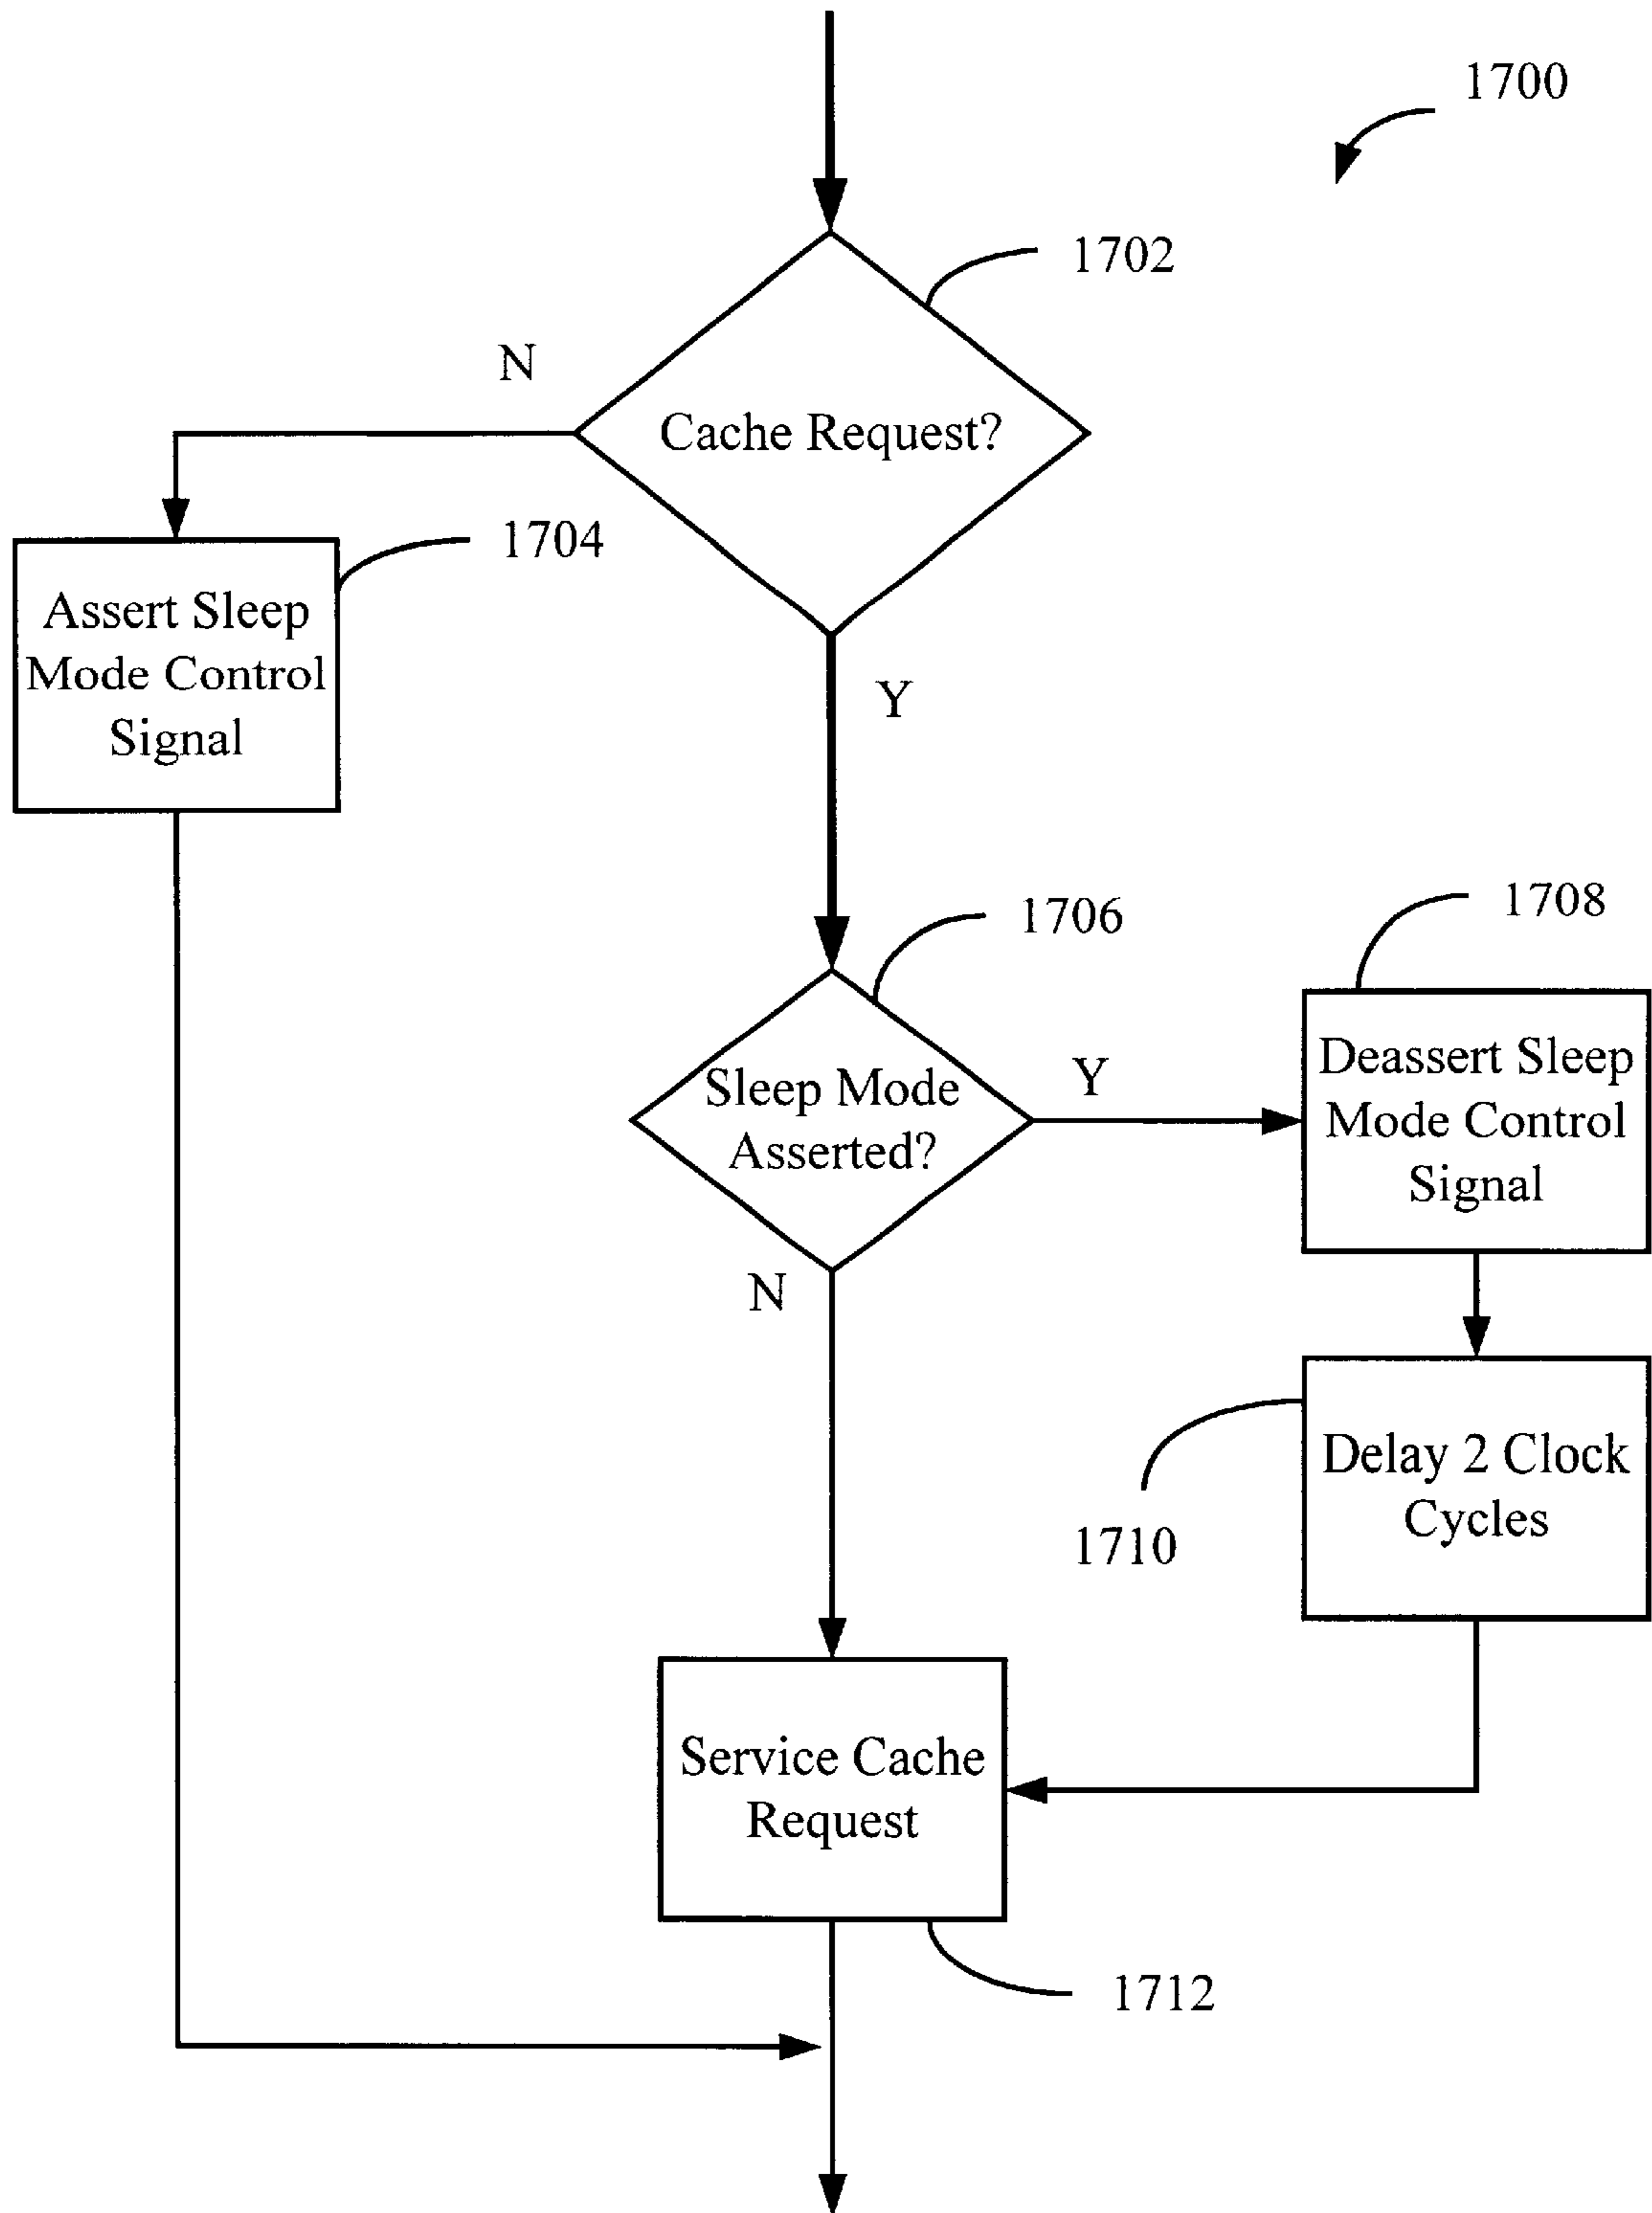 1700
1702
N
Cache Request?
1704
Assert Sleep
Mode Control
Signal
Y
1708
1706
Deassert Sleep
Mode Control
Signal
Y
Sleep Mode
Asserted?
N
Delay 2 Clock
Cycles
1710
Service Cache
Request
1712